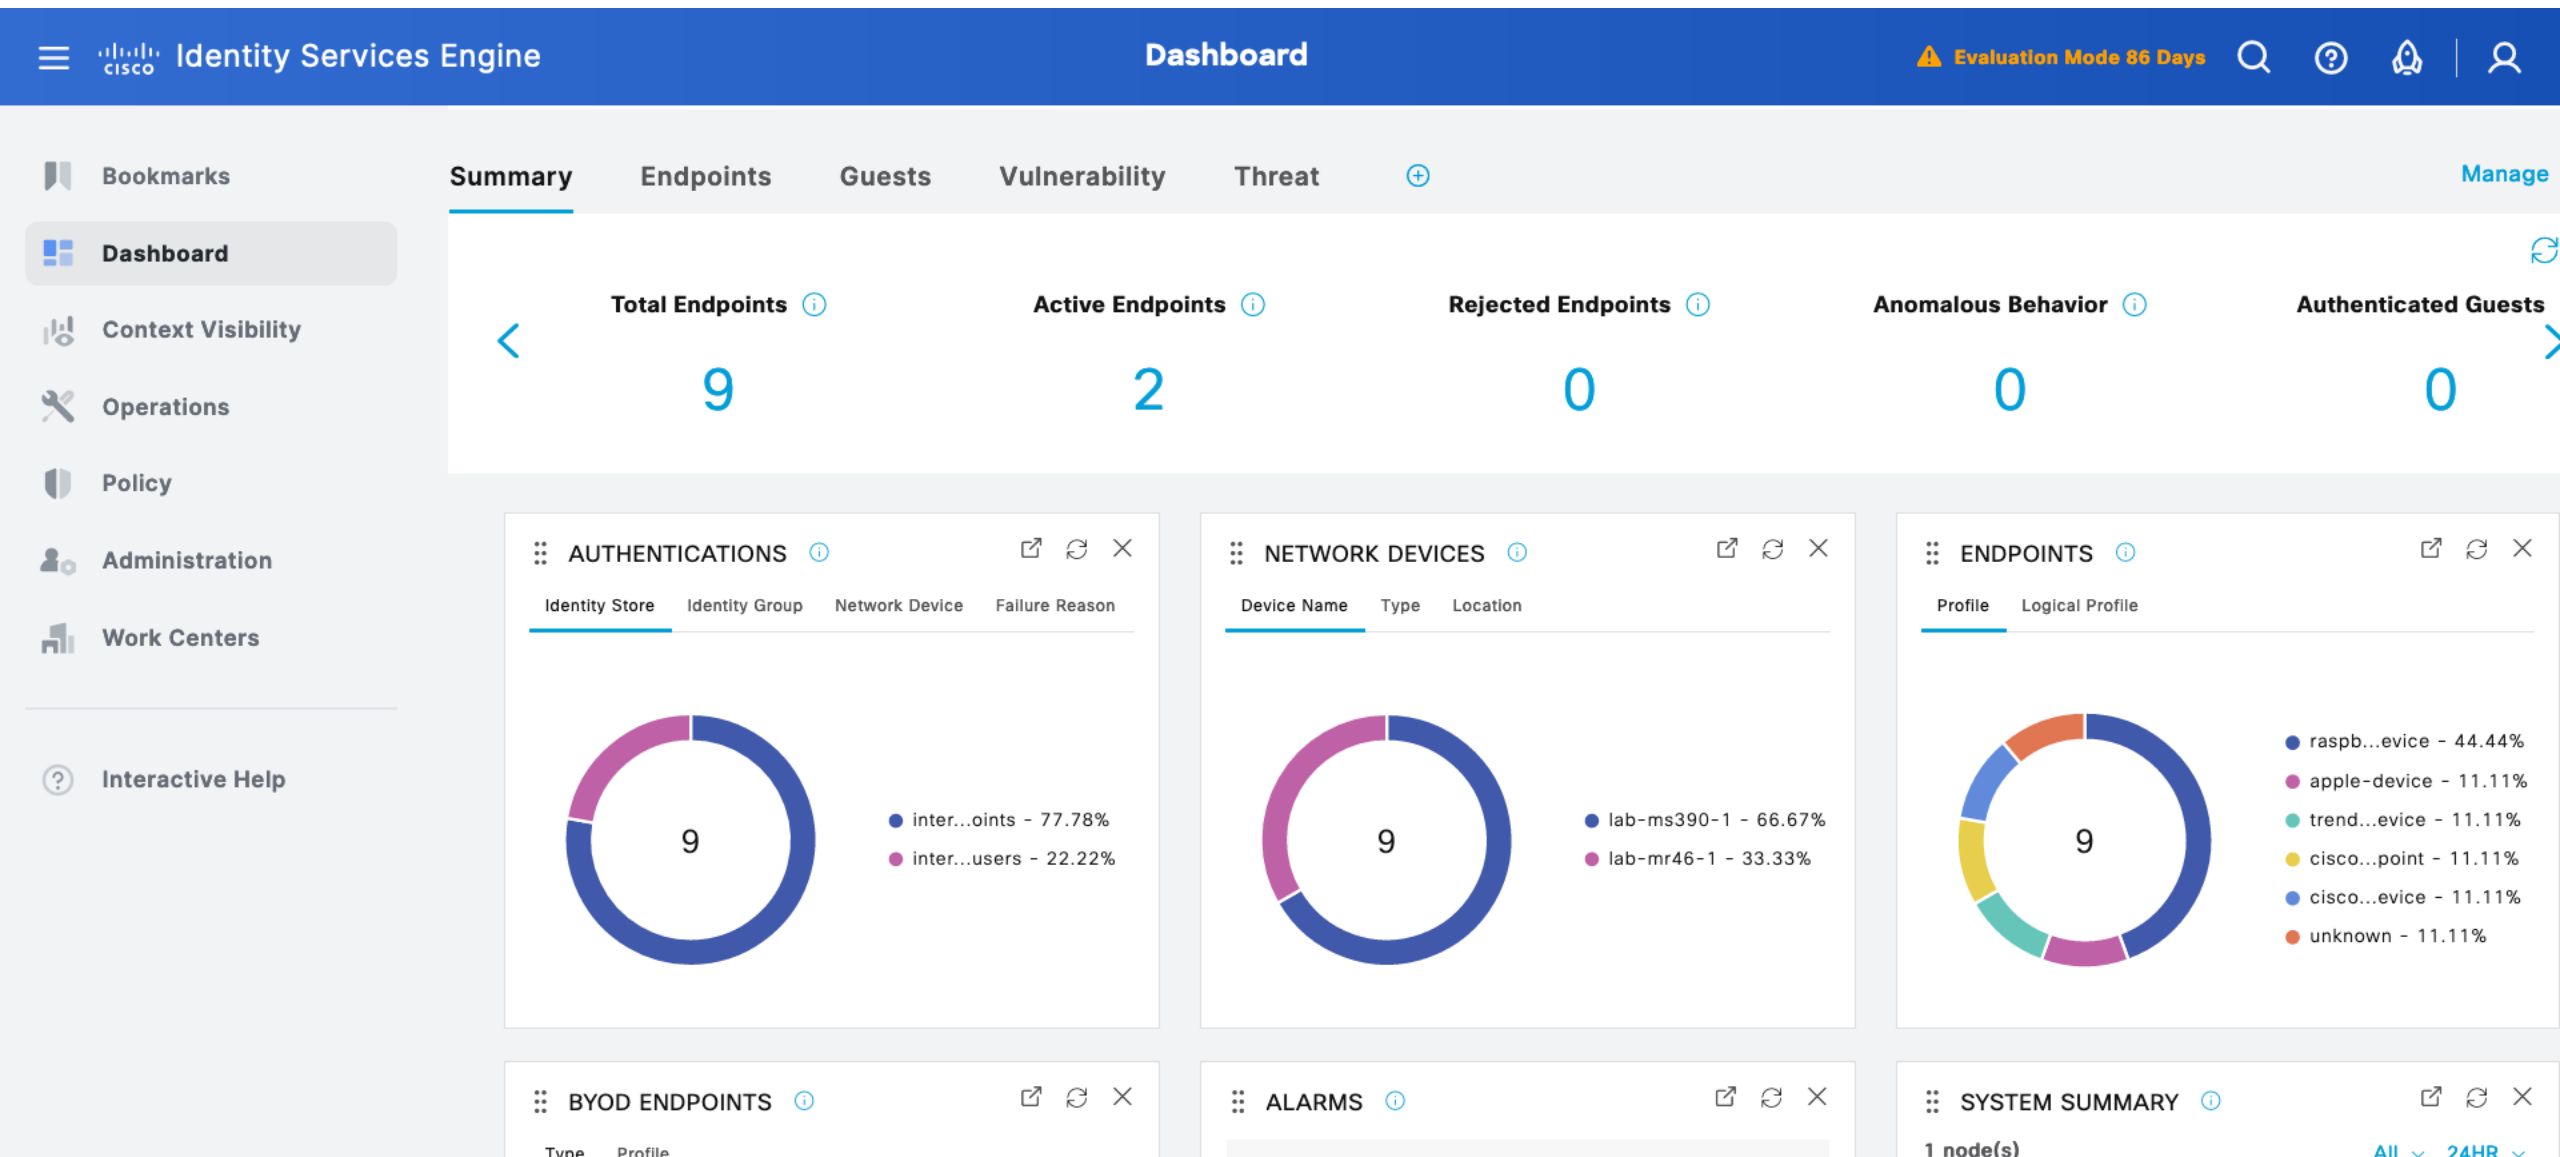 CISCO Identity Services Engine
Dashboard
Evaluation Mode 86 Days
Bookmarks
Dashboard
Context Visibility
Operations
Policy
Administration
Work Centers
Interactive Help
Summary Endpoints Guests Vulnerability Threat
Manage
Total Endpoints
9
Active Endpoints
2
Rejected Endpoints
0
Anomalous Behavior
0
Authenticated Guests
0
AUTHENTICATIONS
Identity Store Identity Group Network Device Failure Reason
9
inter...oints - 77.78%
inter...users - 22.22%
NETWORK DEVICES
Device Name Type Location
9
lab-ms390-1 - 66.67%
lab-mr46-1 - 33.33%
ENDPOINTS
Profile Logical Profile
9
raspb...evice - 44.44%
apple-device - 11.11%
trend...evice - 11.11%
cisco...point - 11.11%
cisco...evice - 11.11%
unknown - 11.11%
BYOD ENDPOINTS
Type Profile
ALARMS
SYSTEM SUMMARY
1 node(s)
All 24HR